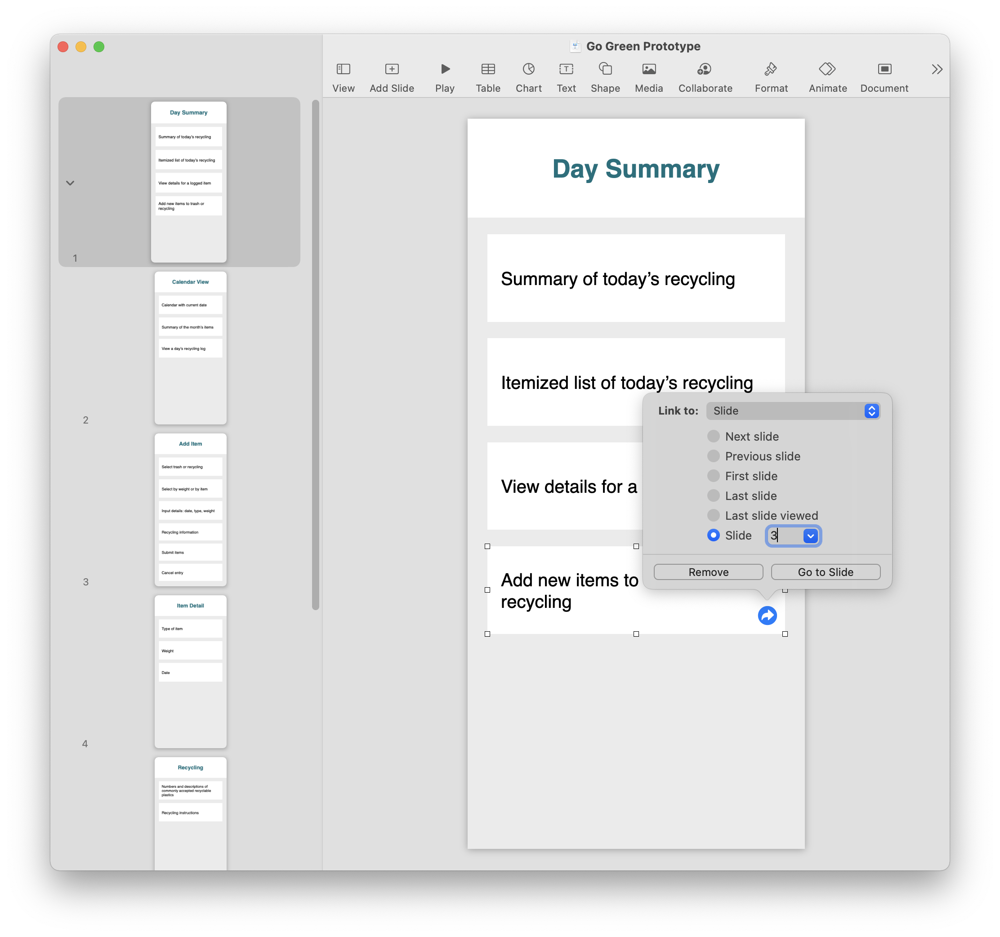 Go Green Prototype
View
Add Slide
Play
Table
Chart
Text
Shape
Media
Collaborate
Format
Animate
Document
Day Summary
Summary of today's recycling
Itemized list of today's recycling
View details for a logged item
Add new items to trash or
recycling
1
Calendar View
Calendar with current date
Summary of the month's items
View a day's recycling log
2
Add Item
Select trash or recycling
Select by weight or by item
Input details: date, type, weight
Recycling information
Submit items
Cancel entry
3
Item Detail
Type of item
Weight
Date
4
Recycling
Numbers and descriptions of
commonly accepted recyclable
plastics
Recycling instructions
Day Summary
Summary of today’s recycling
Itemized list of today’s recycling
View details for a
Add new items to
recycling
Link to: Slide
Next slide
Previous slide
First slide
Last slide
Last slide viewed
Slide 3
Remove
Go to Slide